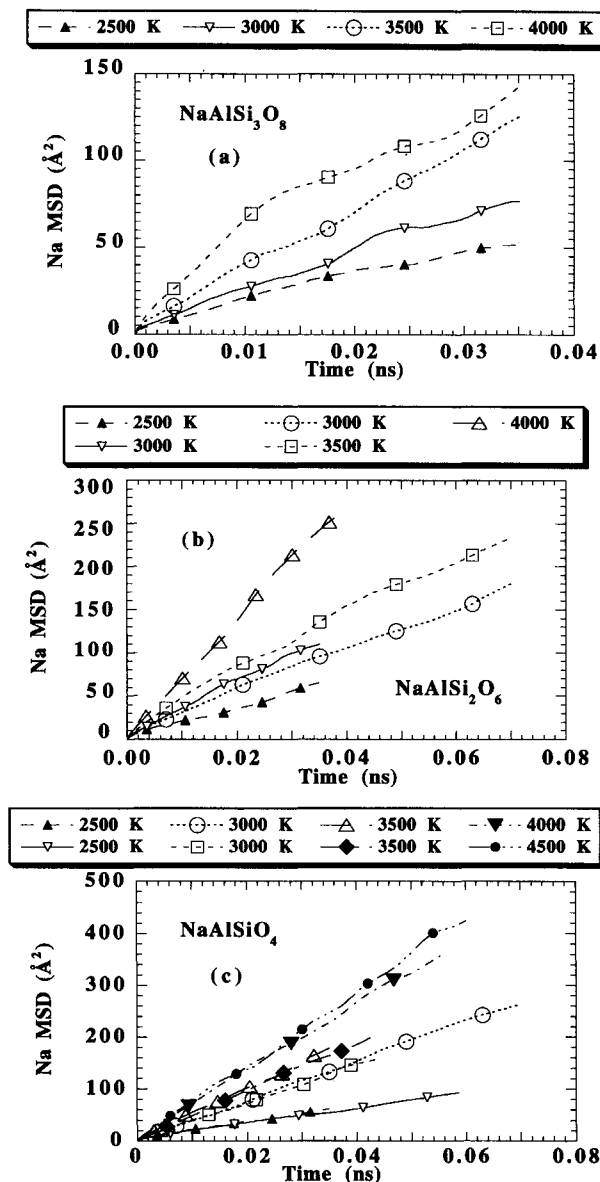 2500 K 3000 K 3500 K 4000 K
150
100
50
0
Na MSD (Å²)
NaAlSi₃O₈
(a)
0.00 0.01 0.02 0.03 0.04
Time (ns)
2500 K 3000 K 4000 K
3000 K 3500 K
300
250
200
150
100
50
0
Na MSD (Å²)
(b)
NaAlSi₂O₆
0.00 0.02 0.04 0.06 0.08
Time (ns)
2500 K 3000 K 3500 K 4000 K
2500 K 3000 K 3500 K 4500 K
500
400
300
200
100
0
Na MSD (Å²)
NaAlSiO₄
(c)
0 0.02 0.04 0.06 0.08
Time (ns)